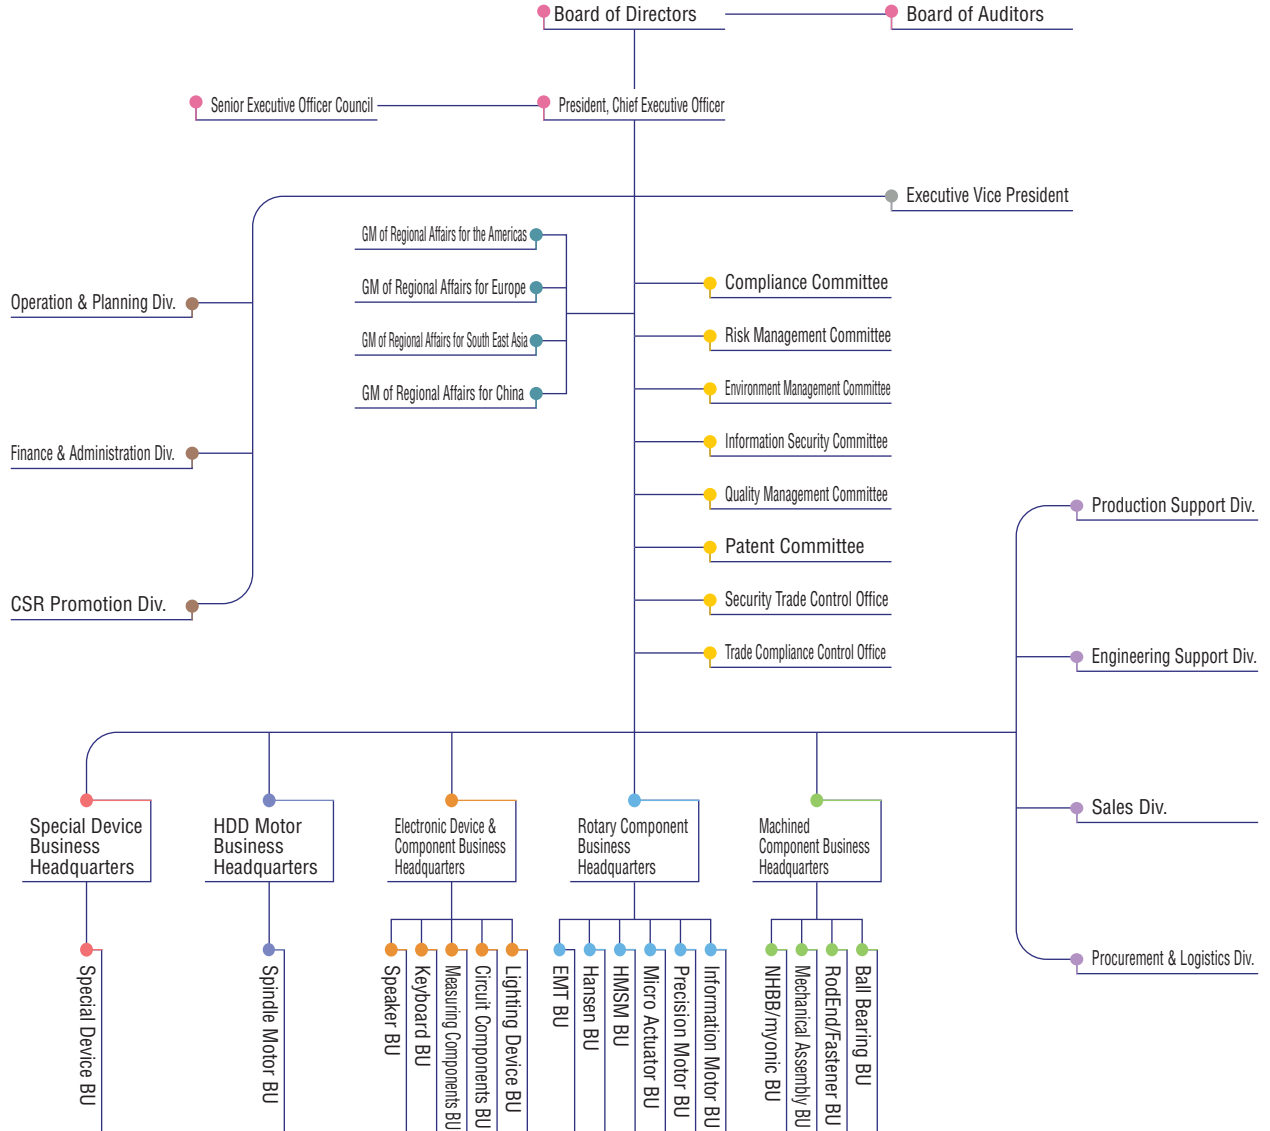 Board of Directors
Board of Auditors
Senior Executive Officer Council
President, Chief Executive Officer
Executive Vice President
GM of Regional Affairs for the Americas
GM of Regional Affairs for Europe
GM of Regional Affairs for South East Asia
GM of Regional Affairs for China
Operation & Planning Div.
Finance & Administration Div.
CSR Promotion Div.
Compliance Committee
Risk Management Committee
Environment Management Committee
Information Security Committee
Quality Management Committee
Patent Committee
Security Trade Control Office
Trade Compliance Control Office
Production Support Div.
Engineering Support Div.
Sales Div.
Procurement & Logistics Div.
Special Device
Business
Headquarters
HDD Motor
Business
Headquarters
Electronic Device &
Component Business
Headquarters
Rotary Component
Business
Headquarters
Machined
Component Business
Headquarters
Special Device BU
Spindle Motor BU
Speaker BU
Keyboard BU
Measuring Components BU
Circuit Components BU
Lighting Device BU
EMT BU
Hansen BU
HMSM BU
Micro Actuator BU
Precision Motor BU
Information Motor BU
NHBB/myonic BU
Mechanical Assembly BU
RodEnd/Fastener BU
Ball Bearing BU